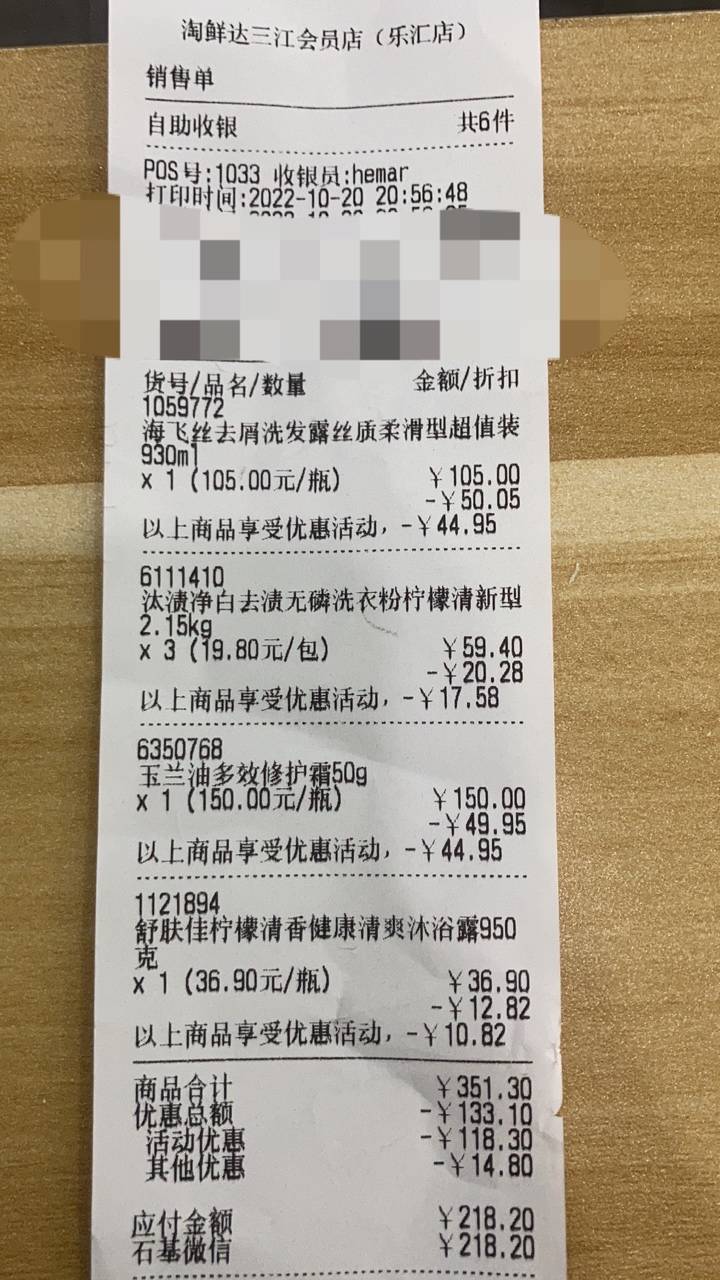 淘鲜达三江会员店（乐汇店）
销售单
自助收银 共6件
POS号:1033 收银员:hemar
打印时间:2022-10-20 20:56:48
货号/品名/数量 金额/折扣
1059772
海飞丝去屑洗发露丝质柔滑型超值装
930ml
x 1 (105.00元/瓶) ￥105.00
-￥50.05
以上商品享受优惠活动，-￥44.95
6111410
汰渍净白去渍无磷洗衣粉柠檬清新型
2.15kg
x 3 (19.80元/包) ￥59.40
-￥20.28
以上商品享受优惠活动，-￥17.58
6350768
玉兰油多效修护霜50g
x 1 (150.00元/瓶) ￥150.00
-￥49.95
以上商品享受优惠活动，-￥44.95
1121894
舒肤佳柠檬清香健康清爽沐浴露950
克
x 1 (36.90元/瓶) ￥36.90
-￥12.82
以上商品享受优惠活动，-￥10.82
商品合计 ￥351.30
优惠总额 -￥133.10
活动优惠 -￥118.30
其他优惠 -￥14.80
应付金额 ￥218.20
石基微信 ￥218.20